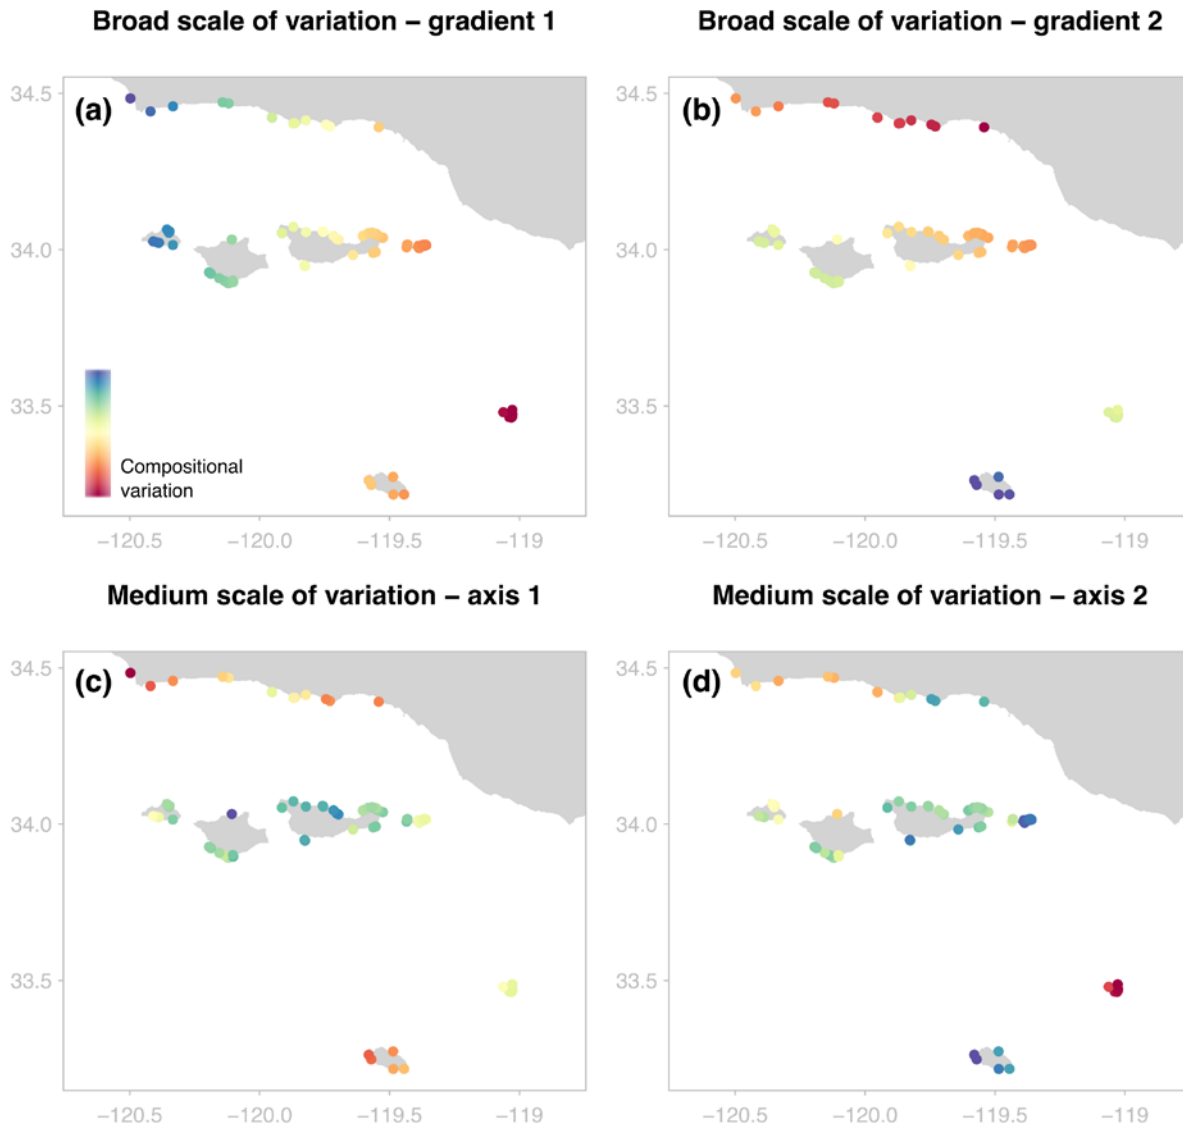 Broad scale of variation – gradient 1
Broad scale of variation – gradient 2
34.5
(a)
34.0
33.5
Compositional
variation
−120.5
−120.0
−119.5
−119
34.5
(b)
34.0
33.5
−120.5
−120.0
−119.5
−119
Medium scale of variation – axis 1
Medium scale of variation – axis 2
34.5
(c)
34.0
33.5
−120.5
−120.0
−119.5
−119
34.5
(d)
34.0
33.5
−120.5
−120.0
−119.5
−119